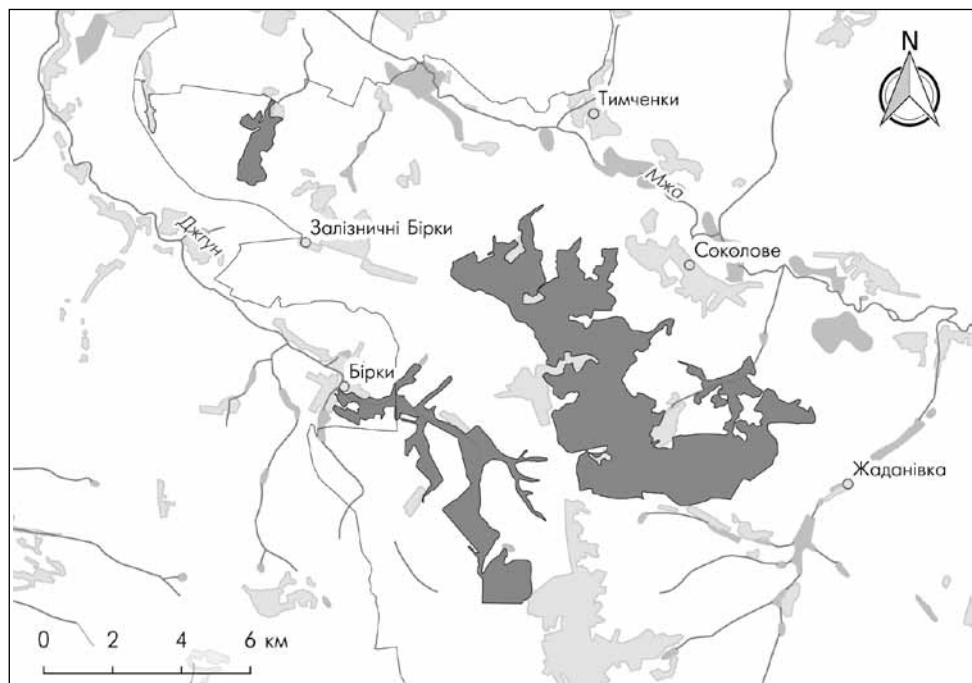 N
Тимченки
Мжа
Джгун
Залізничні Бірки
Соколове
Бірки
Жаданівка
0 2 4 6 км